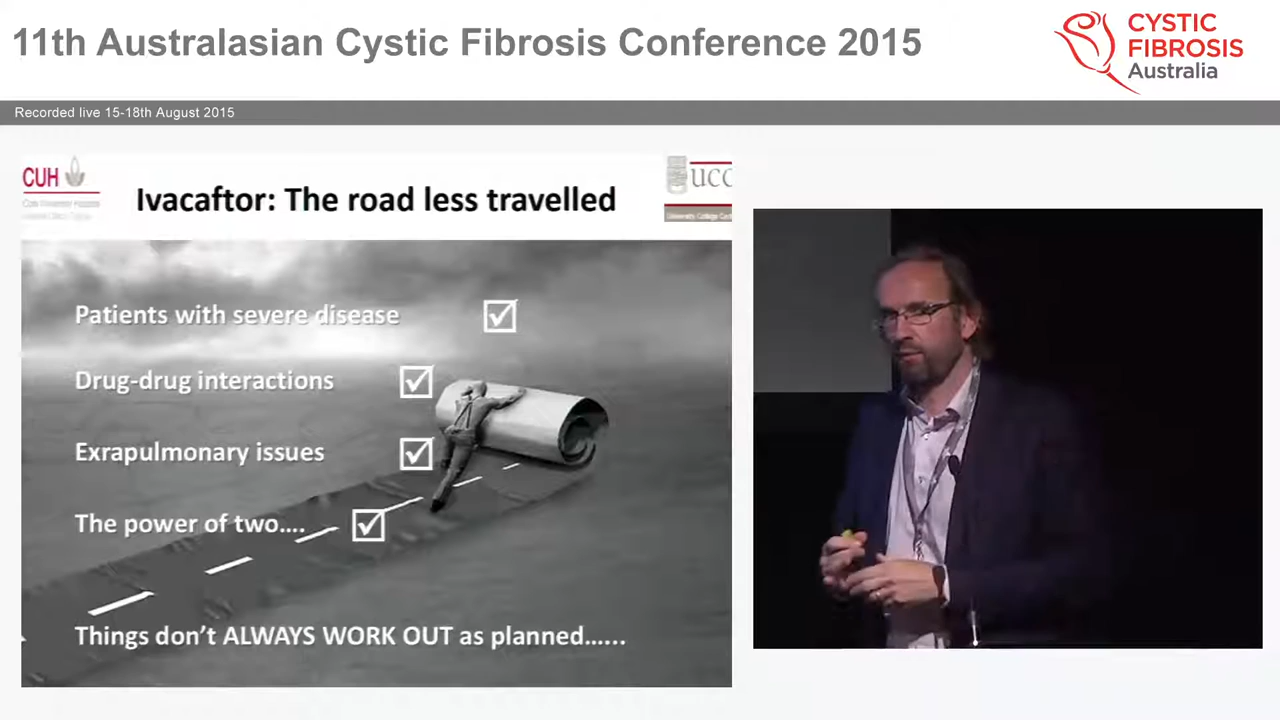 11th Australasian Cystic Fibrosis Conference 2015
CYSTIC
FIBROSIS
Australia
Recorded live 15-18th August 2015
CUH
UCC
Ivacaftor: The road less travelled
Patients with severe disease
Drug-drug interactions
Exrapulmonary issues
The power of two....
Things don't ALWAYS WORK OUT as planned......